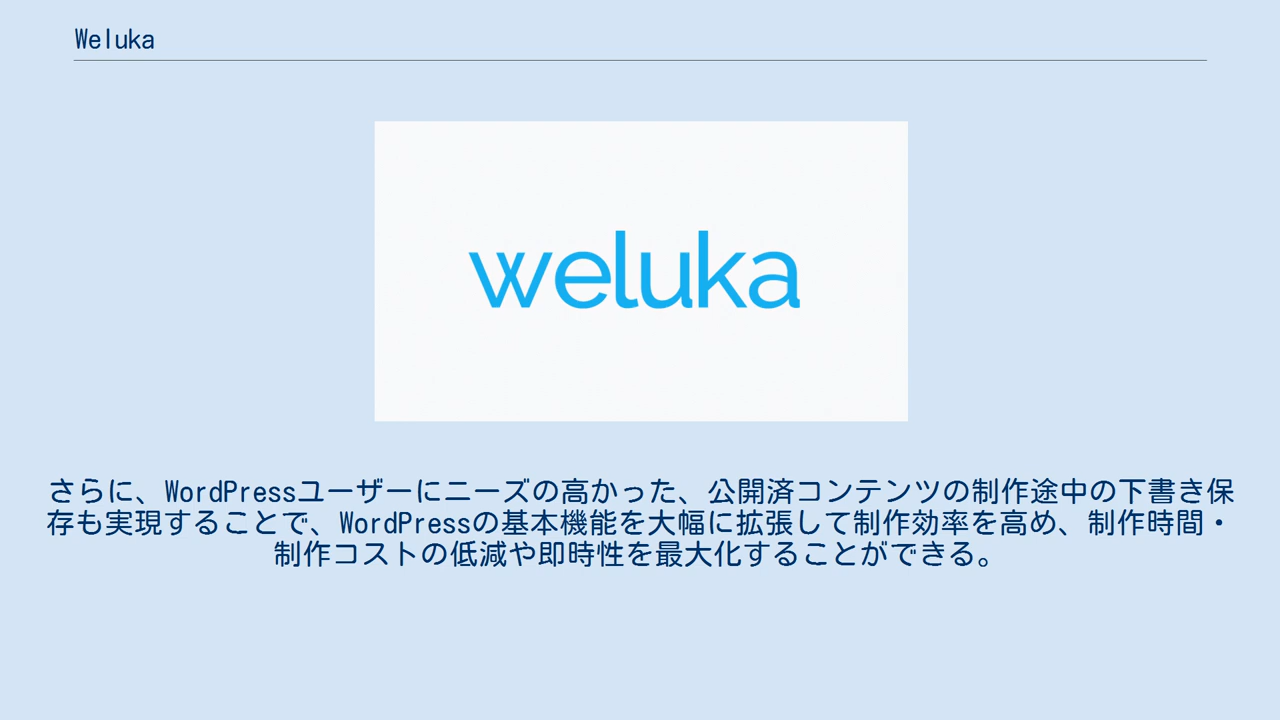 Weluka
weluka
さらに、WordPressユーザーにニーズの高かった、公開済コンテンツの制作途中の下書き保
存も実現することで、WordPressの基本機能を大幅に拡張して制作効率を高め、制作時間・
制作コストの低減や即時性を最大化することができる。